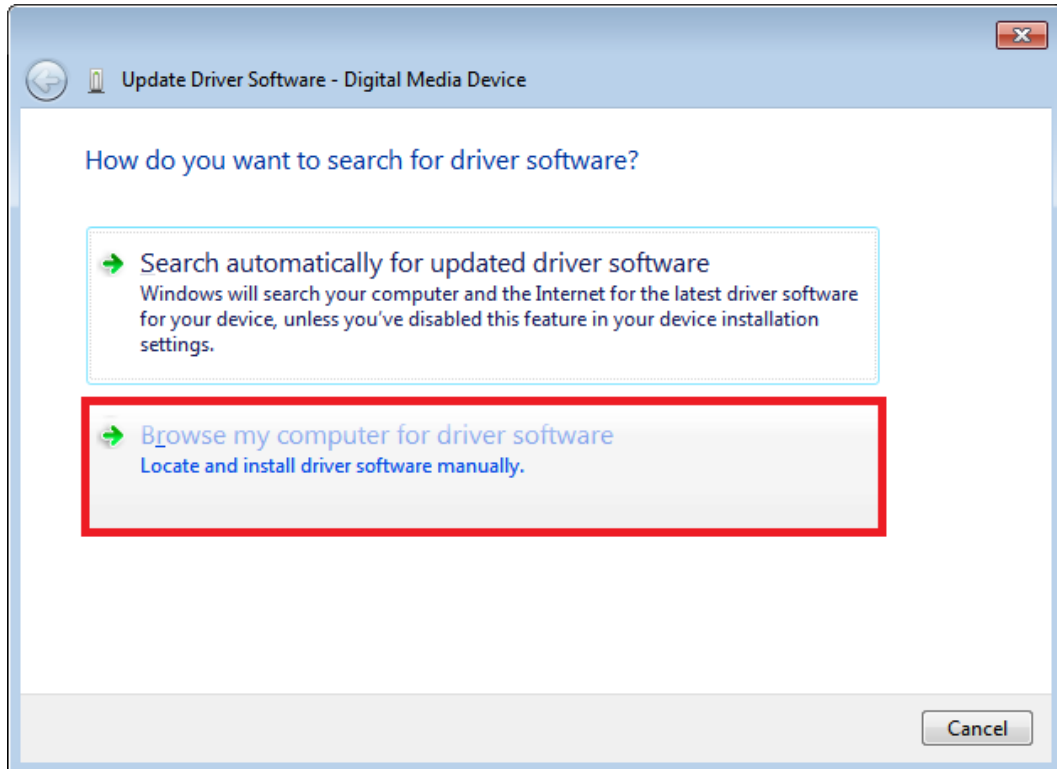 Update Driver Software - Digital Media Device
How do you want to search for driver software?
Search automatically for updated driver software
Windows will search your computer and the Internet for the latest driver software
for your device, unless you've disabled this feature in your device installation
settings.
Browse my computer for driver software
Locate and install driver software manually.
Cancel